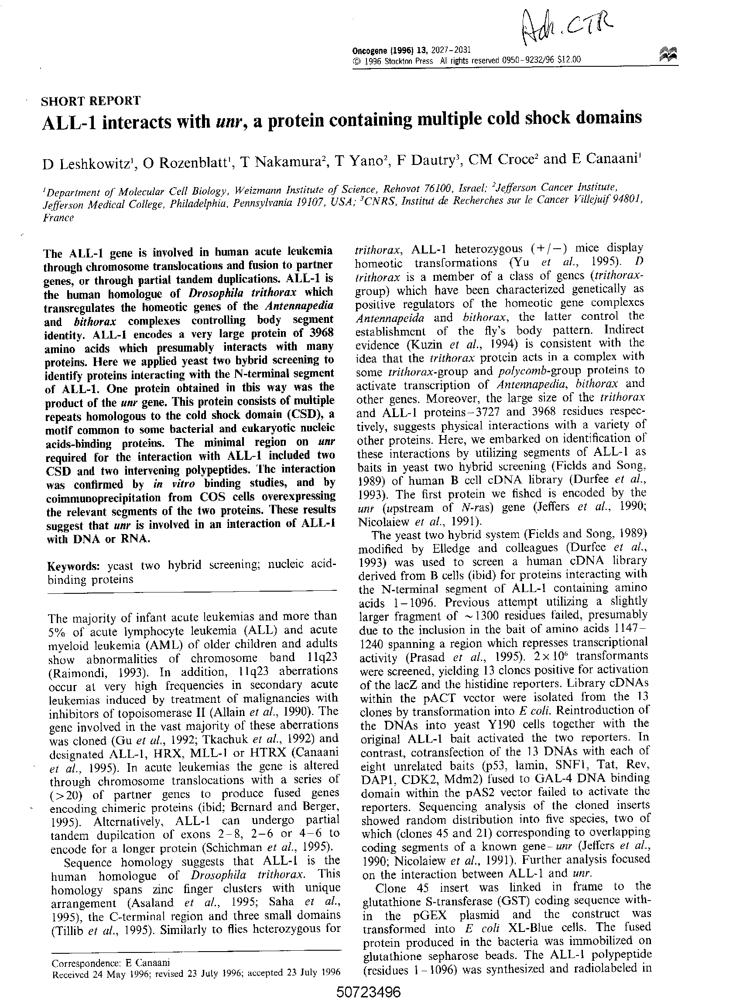 Adh. CTR
Oncogene (1996) 13, 2027–2031
© 1996 Stockton Press All rights reserved 0950–9232/96 $12.00
SHORT REPORT
ALL-1 interacts with unr, a protein containing multiple cold shock domains
D Leshkowitz¹, O Rozenblatt¹, T Nakamura², T Yano², F Dautry³, CM Croce² and E Canaani¹
¹Department of Molecular Cell Biology, Weizmann Institute of Science, Rehovot 76100, Israel; ²Jefferson Cancer Institute,
Jefferson Medical College, Philadelphia, Pennsylvania 19107, USA; ³CNRS, Institut de Recherches sur le Cancer Villejuif 94801,
France
The ALL-1 gene is involved in human acute leukemia
through chromosome translocations and fusion to partner
genes, or through partial tandem duplications. ALL-1 is
the human homologue of Drosophila trithorax which
transregulates the homeotic genes of the Antennapedia
and bithorax complexes controlling body segment
identity. ALL-1 encodes a very large protein of 3968
amino acids which presumably interacts with many
proteins. Here we applied yeast two hybrid screening to
identify proteins interacting with the N-terminal segment
of ALL-1. One protein obtained in this way was the
product of the unr gene. This protein consists of multiple
repeats homologous to the cold shock domain (CSD), a
motif common to some bacterial and eukaryotic nucleic
acids-binding proteins. The minimal region on unr
required for the interaction with ALL-1 included two
CSD and two intervening polypeptides. The interaction
was confirmed by in vitro binding studies, and by
coimmunoprecipitation from COS cells overexpressing
the relevant segments of the two proteins. These results
suggest that unr is involved in an interaction of ALL-1
with DNA or RNA.
Keywords: yeast two hybrid screening; nucleic acid-
binding proteins
The majority of infant acute leukemias and more than
5% of acute lymphocyte leukemia (ALL) and acute
myeloid leukemia (AML) of older children and adults
show abnormalities of chromosome band 11q23
(Raimondi, 1993). In addition, 11q23 aberrations
occur at very high frequencies in secondary acute
leukemias induced by treatment of malignancies with
inhibitors of topoisomerase II (Allain et al., 1990). The
gene involved in the vast majority of these aberrations
was cloned (Gu et al., 1992; Tkachuk et al., 1992) and
designated ALL-1, HRX, MLL-1 or HTRX (Canaani
et al., 1995). In acute leukemias the gene is altered
through chromosome translocations with a series of
(>20) of partner genes to produce fused genes
encoding chimeric proteins (ibid; Bernard and Berger,
1995). Alternatively, ALL-1 can undergo partial
tandem dupilcation of exons 2–8, 2–6 or 4–6 to
encode for a longer protein (Schichman et al., 1995).
Sequence homology suggests that ALL-1 is the
human homologue of Drosophila trithorax. This
homology spans zinc finger clusters with unique
arrangement (Asaland et al., 1995; Saha et al.,
1995), the C-terminal region and three small domains
(Tillib et al., 1995). Similarly to flies heterozygous for
Correspondence: E Canaani
Received 24 May 1996; revised 23 July 1996; accepted 23 July 1996
trithorax, ALL-1 heterozygous (+/−) mice display
homeotic transformations (Yu et al., 1995). D
trithorax is a member of a class of genes (trithorax-
group) which have been characterized genetically as
positive regulators of the homeotic gene complexes
Antennapeida and bithorax, the latter control the
establishment of the fly's body pattern. Indirect
evidence (Kuzin et al., 1994) is consistent with the
idea that the trithorax protein acts in a complex with
some trithorax-group and polycomb-group proteins to
activate transcription of Antennapedia, bithorax and
other genes. Moreover, the large size of the trithorax
and ALL-1 proteins–3727 and 3968 residues respec-
tively, suggests physical interactions with a variety of
other proteins. Here, we embarked on identification of
these interactions by utilizing segments of ALL-1 as
baits in yeast two hybrid screening (Fields and Song,
1989) of human B cell cDNA library (Durfee et al.,
1993). The first protein we fished is encoded by the
unr (upstream of N-ras) gene (Jeffers et al., 1990;
Nicolaiew et al., 1991).
The yeast two hybrid system (Fields and Song, 1989)
modified by Elledge and colleagues (Durfee et al.,
1993) was used to screen a human cDNA library
derived from B cells (ibid) for proteins interacting with
the N-terminal segment of ALL-1 containing amino
acids 1–1096. Previous attempt utilizing a slightly
larger fragment of ~1300 residues failed, presumably
due to the inclusion in the bait of amino acids 1147–
1240 spanning a region which represses transcriptional
activity (Prasad et al., 1995). 2 × 10⁶ transformants
were screened, yielding 13 clones positive for activation
of the lacZ and the histidine reporters. Library cDNAs
within the pACT vector were isolated from the 13
clones by transformation into E coli. Reintroduction of
the DNAs into yeast Y190 cells together with the
original ALL-1 bait activated the two reporters. In
contrast, cotransfection of the 13 DNAs with each of
eight unrelated baits (p53, lamin, SNF1, Tat, Rev,
DAP1, CDK2, Mdm2) fused to GAL-4 DNA binding
domain within the pAS2 vector failed to activate the
reporters. Sequencing analysis of the cloned inserts
showed random distribution into five species, two of
which (clones 45 and 21) corresponding to overlapping
coding segments of a known gene–unr (Jeffers et al.,
1990; Nicolaiew et al., 1991). Further analysis focused
on the interaction between ALL-1 and unr.
Clone 45 insert was linked in frame to the
glutathione S-transferase (GST) coding sequence with-
in the pGEX plasmid and the construct was
transformed into E coli XL-Blue cells. The fused
protein produced in the bacteria was immobilized on
glutathione sepharose beads. The ALL-1 polypeptide
(residues 1–1096) was synthesized and radiolabeled in
50723496